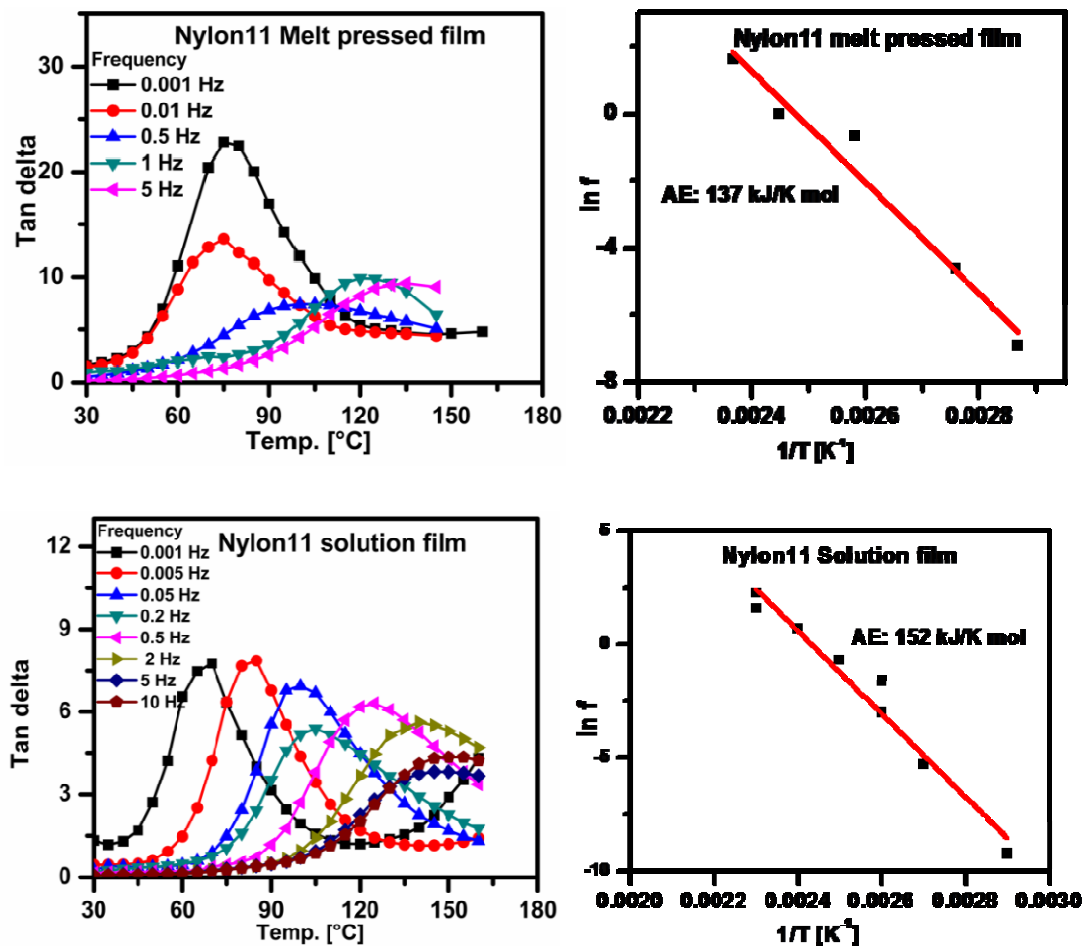 Nylon11 Melt pressed film
Frequency
0.001 Hz
0.01 Hz
0.5 Hz
1 Hz
5 Hz
30
20
10
0
Tan delta
30 60 90 120 150 180
Temp. [°C]
Nylon11 melt pressed film
AE: 137 kJ/K mol
0
-4
-8
ln f
0.0022 0.0024 0.0026 0.0028
1/T [K-1]
Nylon11 solution film
Frequency
0.001 Hz
0.005 Hz
0.05 Hz
0.2 Hz
0.5 Hz
2 Hz
5 Hz
10 Hz
12
9
6
3
0
Tan delta
30 60 90 120 150 180
Temp. [°C]
Nylon11 Solution film
AE: 152 kJ/K mol
5
0
-5
-10
ln f
0.0020 0.0022 0.0024 0.0026 0.0028 0.0030
1/T [K-1]